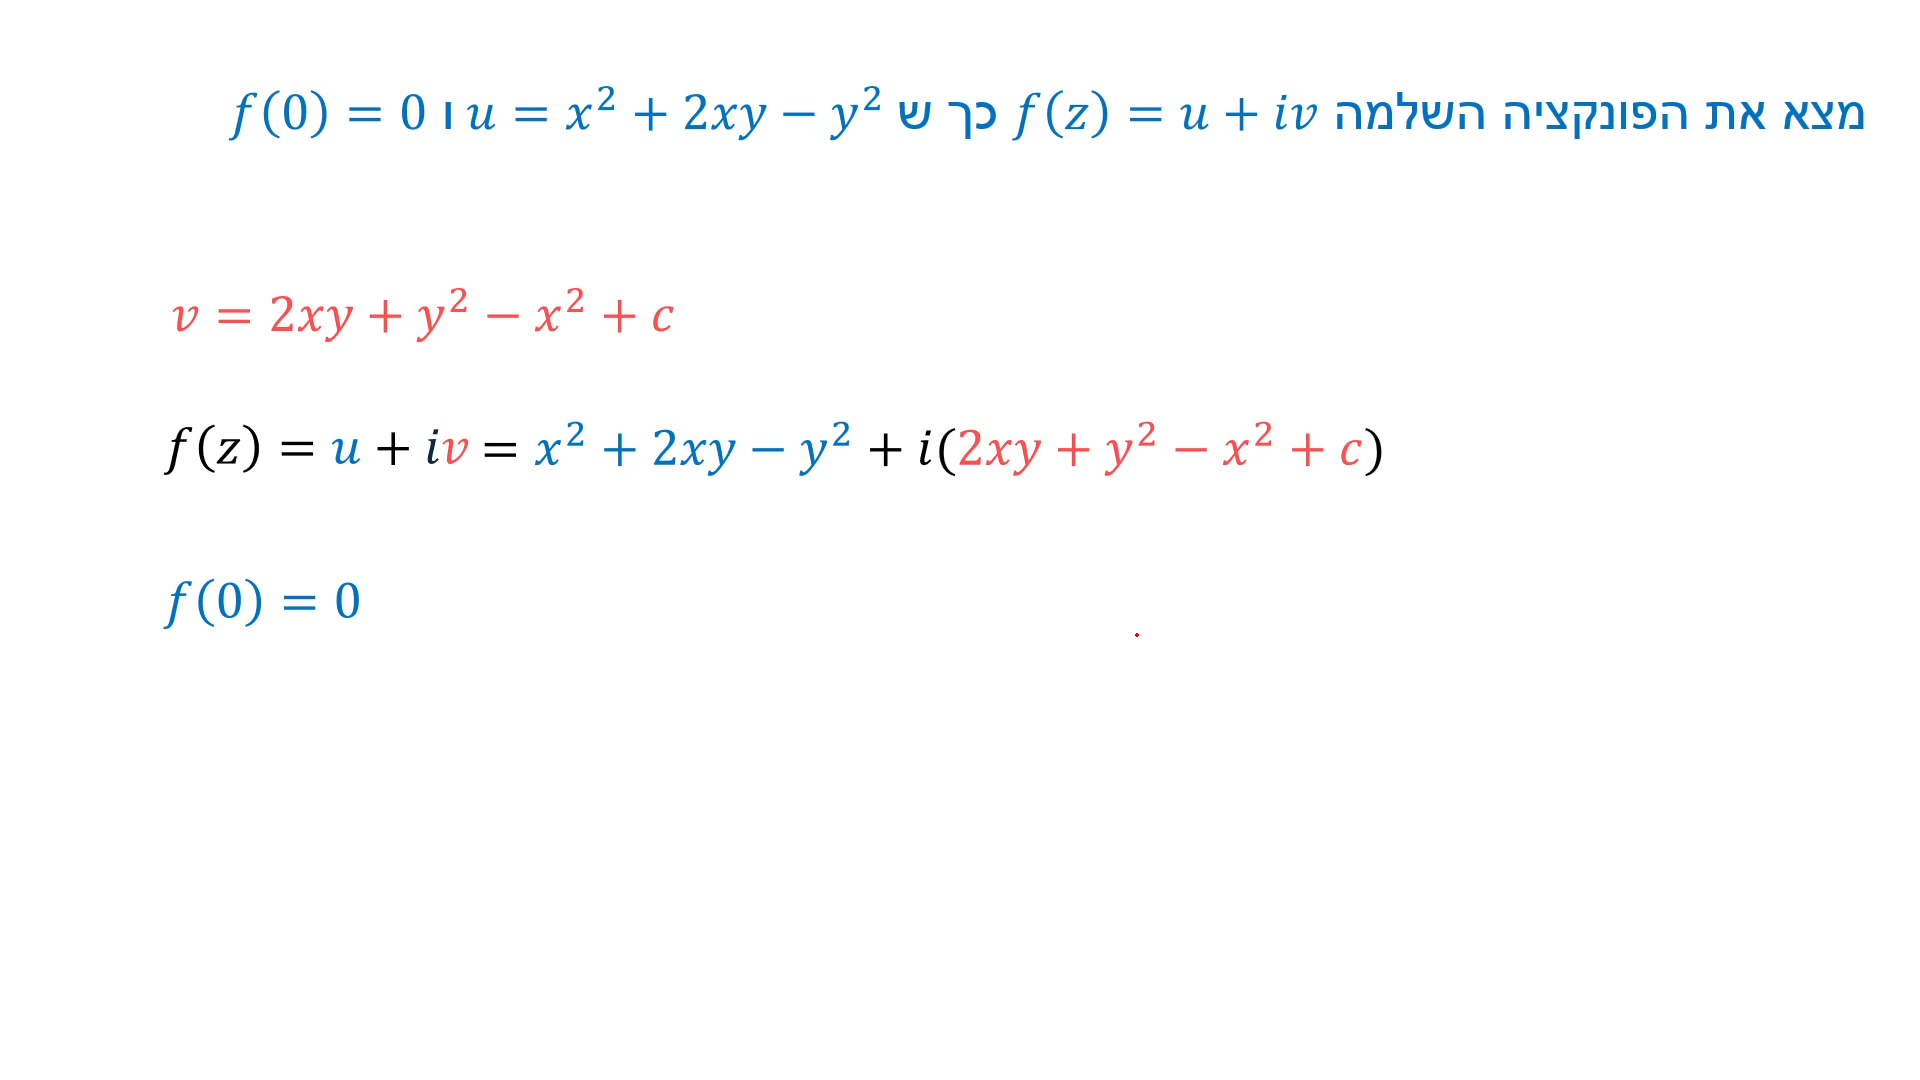 מצא את הפונקציה השלמה f(z) = u + iv כך ש u = x² + 2xy − y² ו f(0) = 0
v = 2xy + y² − x² + c
f(z) = u + iv = x² + 2xy − y² + i(2xy + y² − x² + c)
f(0) = 0